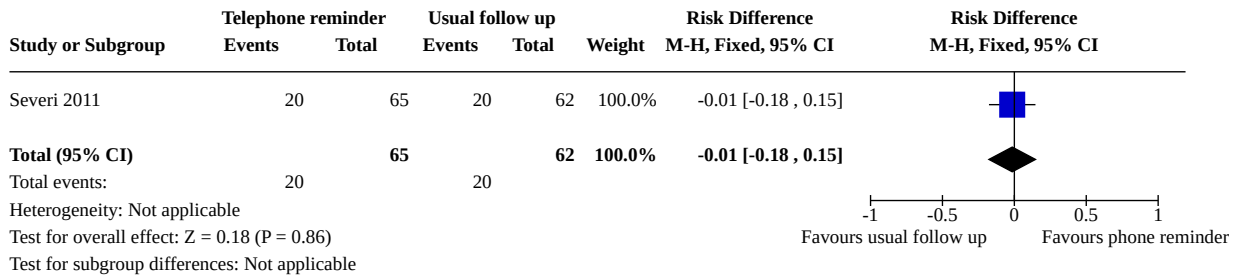 Telephone reminder Usual follow up Risk Difference Risk Difference
Study or Subgroup Events Total Events Total Weight M-H, Fixed, 95% CI M-H, Fixed, 95% CI
Severi 2011 20 65 20 62 100.0% -0.01 [-0.18 , 0.15]
Total (95% CI) 65 62 100.0% -0.01 [-0.18 , 0.15]
Total events: 20 20
Heterogeneity: Not applicable -1 -0.5 0 0.5 1
Test for overall effect: Z = 0.18 (P = 0.86) Favours usual follow up Favours phone reminder
Test for subgroup differences: Not applicable